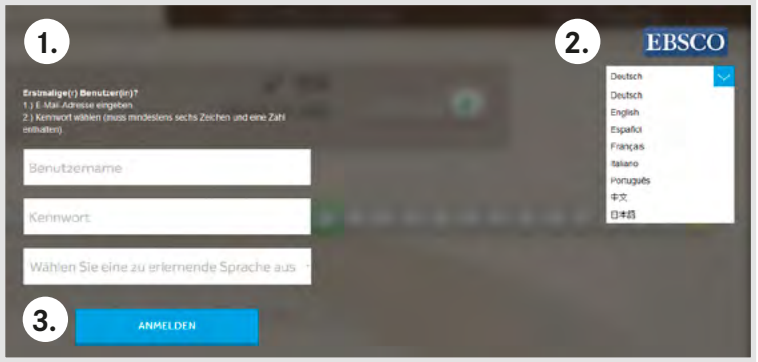 1.
Erstmalige(r) Benutzer(in)?
1.) E-Mail-Adresse eingeben.
2.) Kennwort wählen (muss mindestens sechs Zeichen und eine Zahl
enthalten).
Benutzername
Kennwort
Wählen Sie eine zu erlernende Sprache aus
3.
ANMELDEN
2.
EBSCO
Deutsch
Deutsch
English
Español
Français
Italiano
Português
中文
日本語